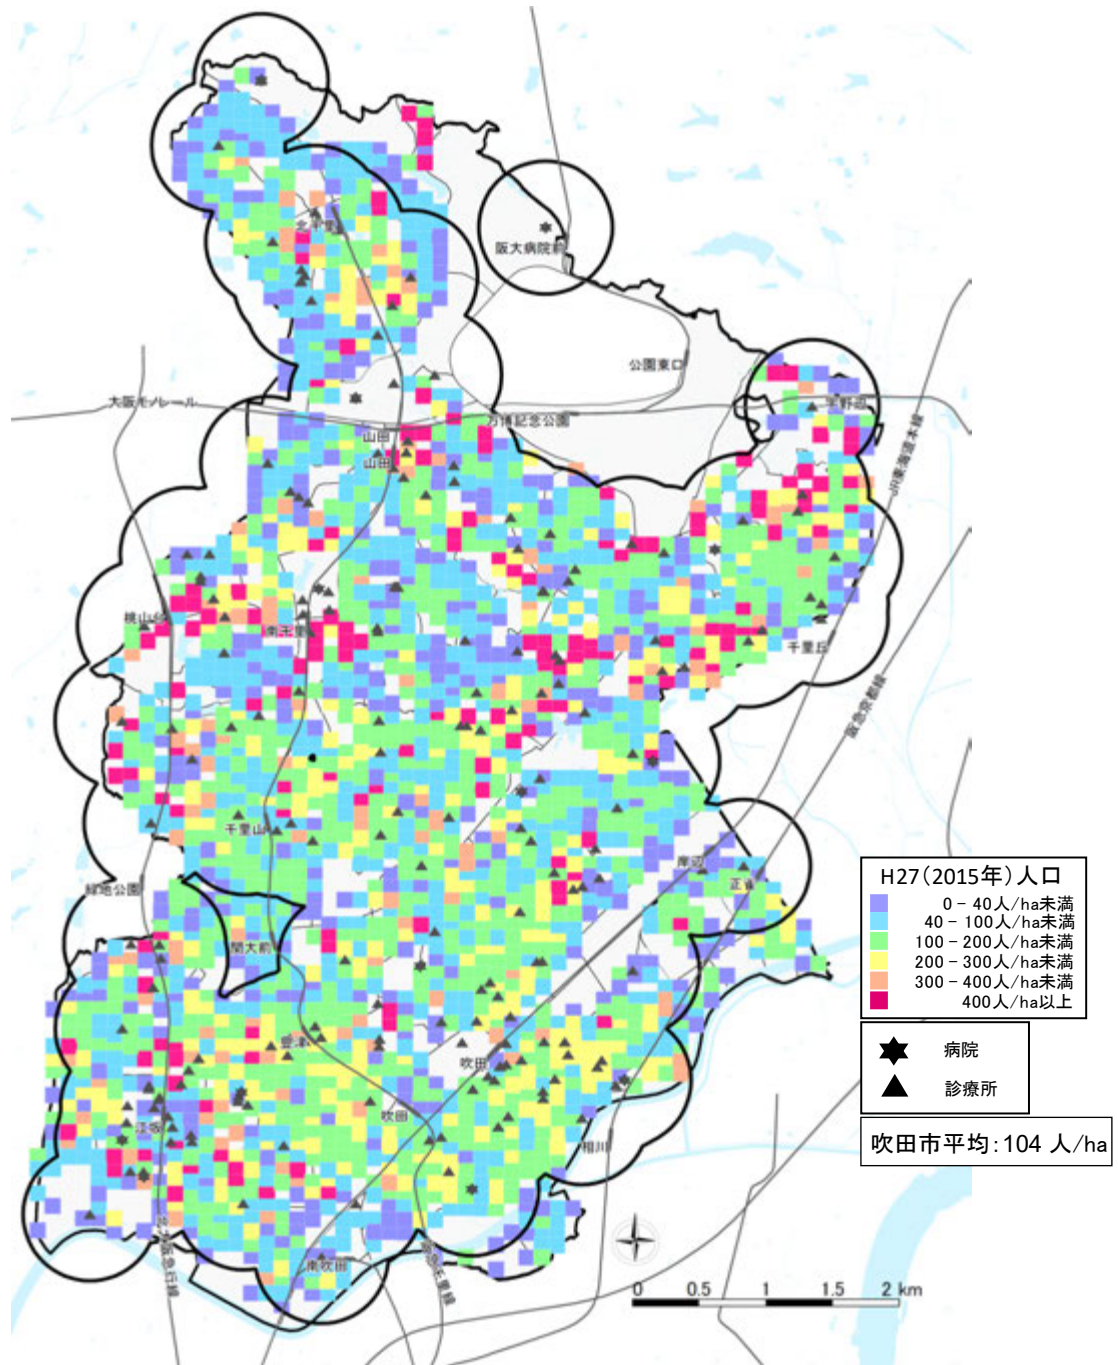 北千里
阪大病院前
公園東口
大阪モノレール
宇野辺
万博記念公園
山田
山田
JR東海道本線
桃山台
南千里
千里丘
阪急京都線
千里山
岸辺
正雀
緑地公園
関大前
豊津
吹田
吹田
江坂
相川
北大阪急行線
阪急千里線
南吹田
H27(2015年)人口
0-40人/ha未満
40-100人/ha未満
100-200人/ha未満
200-300人/ha未満
300-400人/ha未満
400人/ha以上
病院
診療所
吹田市平均:104 人/ha
0 0.5 1 1.5 2 km